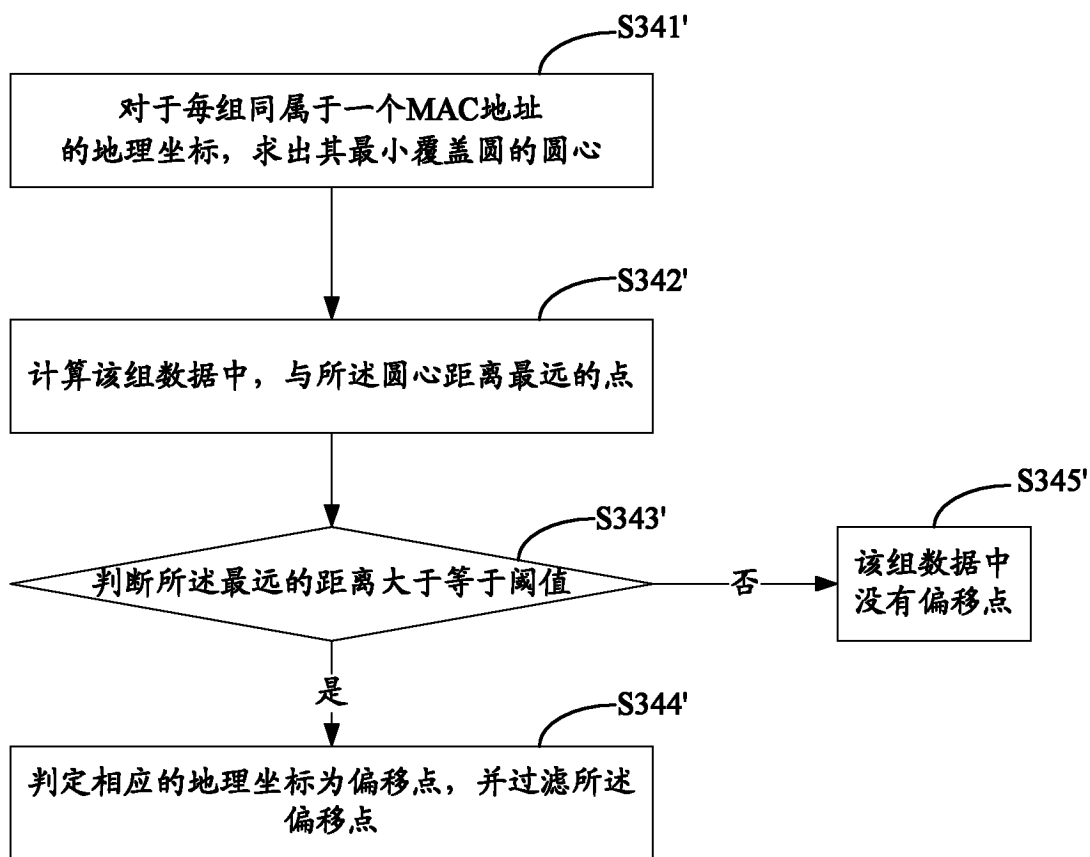 S341'
对于每组同属于一个MAC地址
的地理坐标，求出其最小覆盖圆的圆心
S342'
计算该组数据中，与所述圆心距离最远的点
S343'
判断所述最远的距离大于等于阈值
否
S345'
该组数据中
没有偏移点
是
S344'
判定相应的地理坐标为偏移点，并过滤所述
偏移点